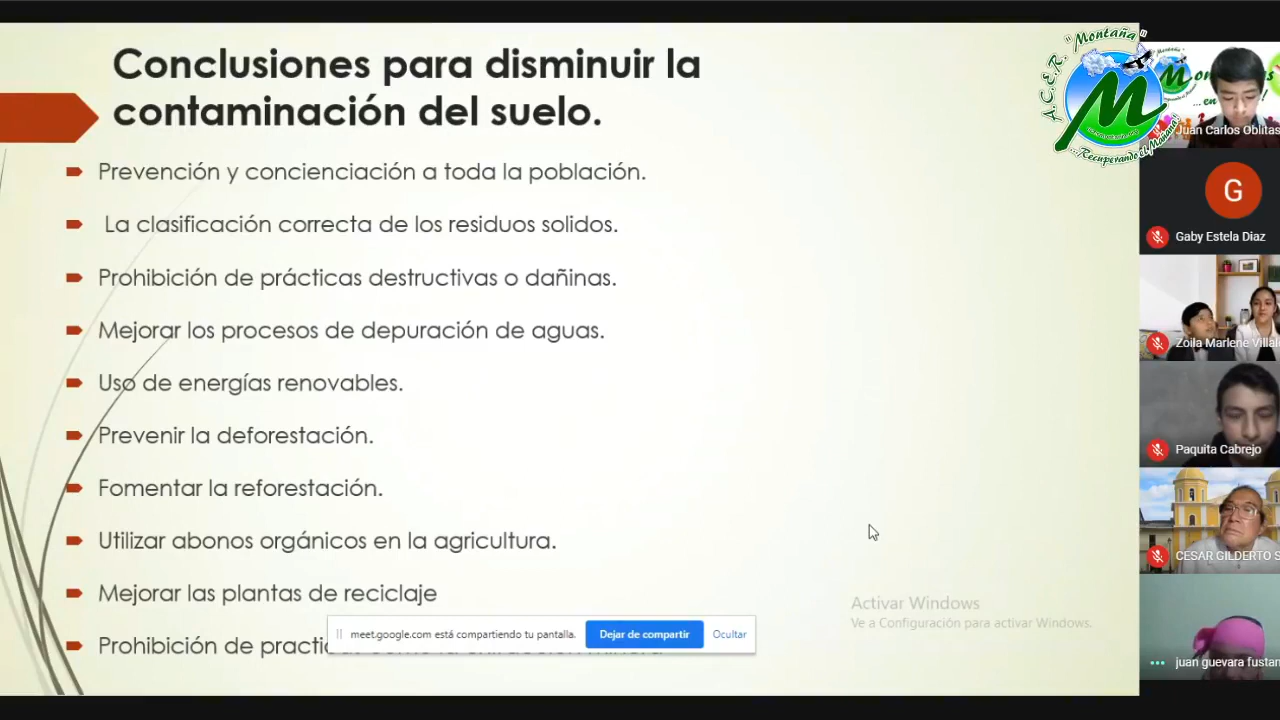 Conclusiones para disminuir la
contaminación del suelo.
Prevención y concienciación a toda la población.
La clasificación correcta de los residuos solidos.
Prohibición de prácticas destructivas o dañinas.
Mejorar los procesos de depuración de aguas.
Uso de energías renovables.
Prevenir la deforestación.
Fomentar la reforestación.
Utilizar abonos orgánicos en la agricultura.
Mejorar las plantas de reciclaje
Prohibición de
meet.google.com está compartiendo tu pantalla.
Dejar de compartir
Ocultar
Activar Windows
Ve a Configuración para activar Windows.
A.C.E.R. "Montaña"
M
...Recuperando el Mañana!
Juan Carlos Oblitas
G
Gaby Estela Diaz
Zoila Marlene
Paquita Cabrejo
CESAR GILDERTO S
juan guevara